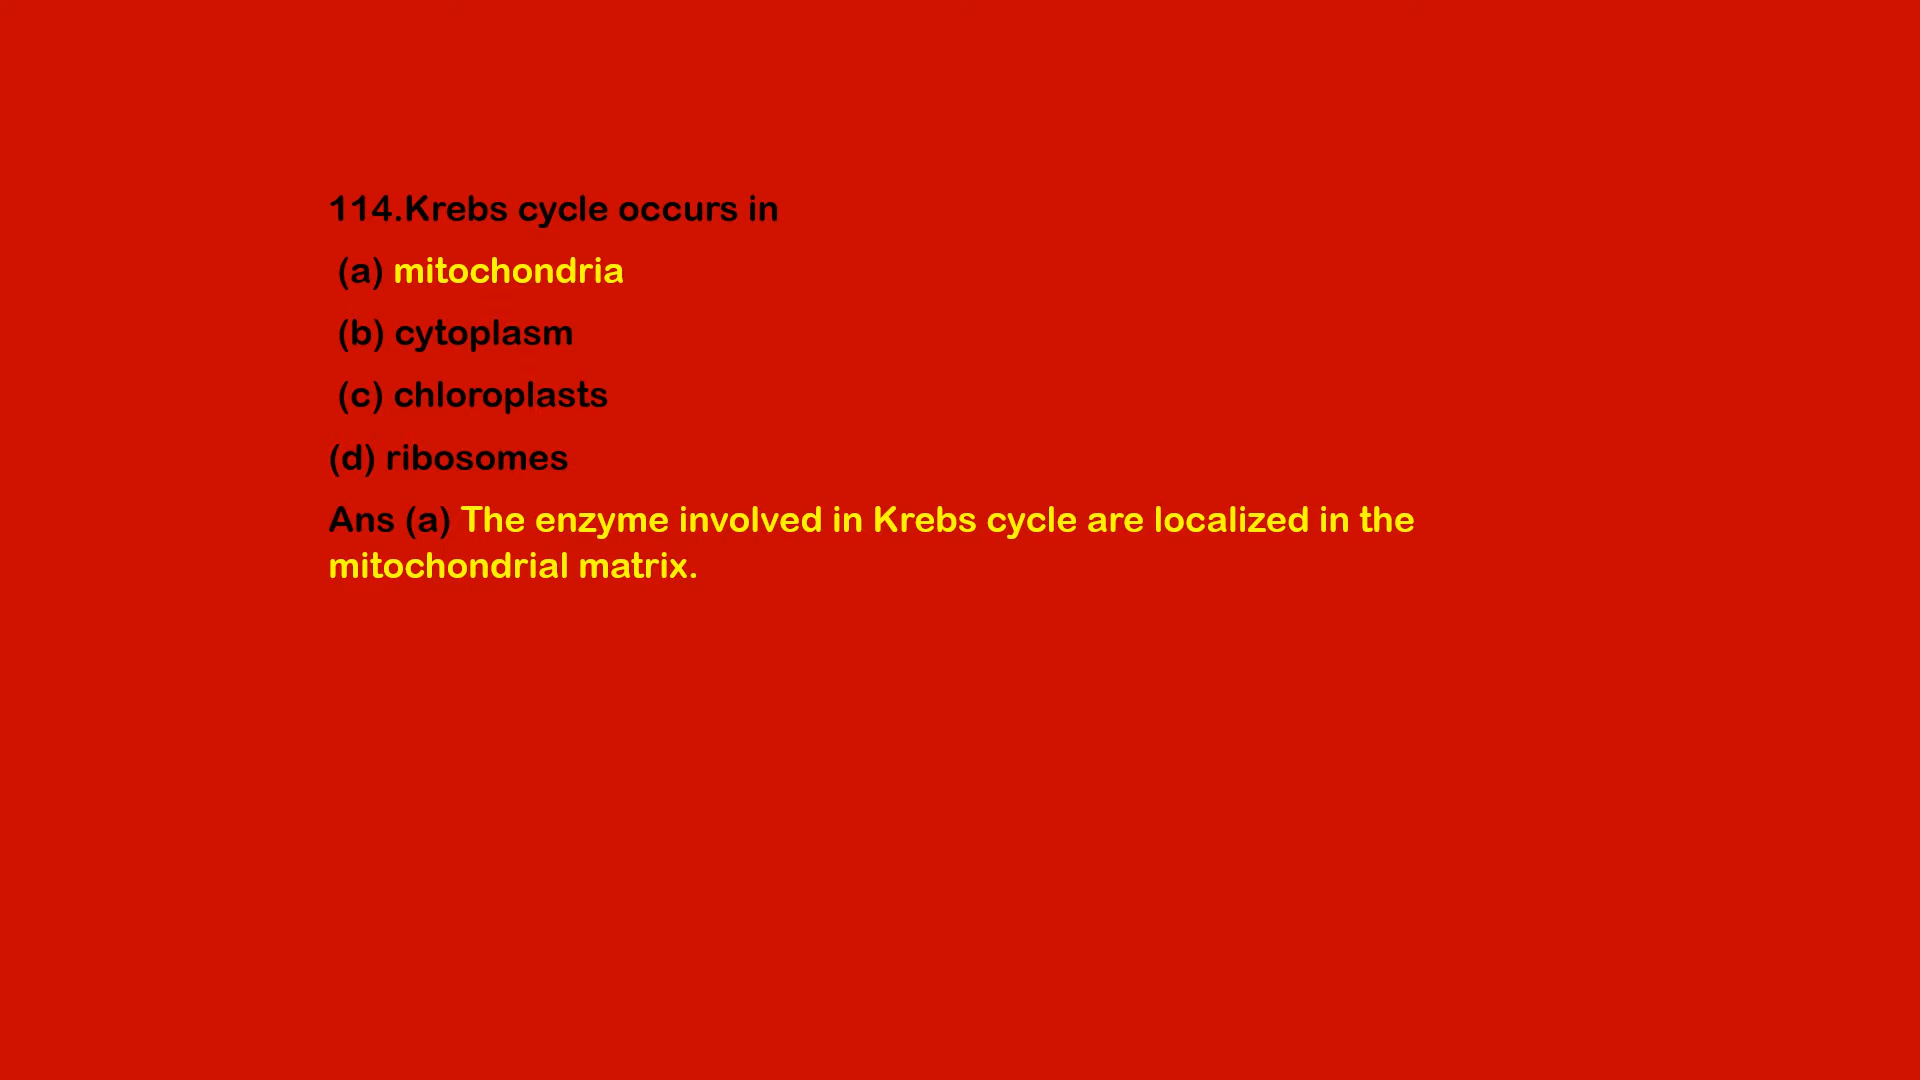 114.Krebs cycle occurs in
(a) mitochondria
(b) cytoplasm
(c) chloroplasts
(d) ribosomes
Ans (a) The enzyme involved in Krebs cycle are localized in the
mitochondrial matrix.